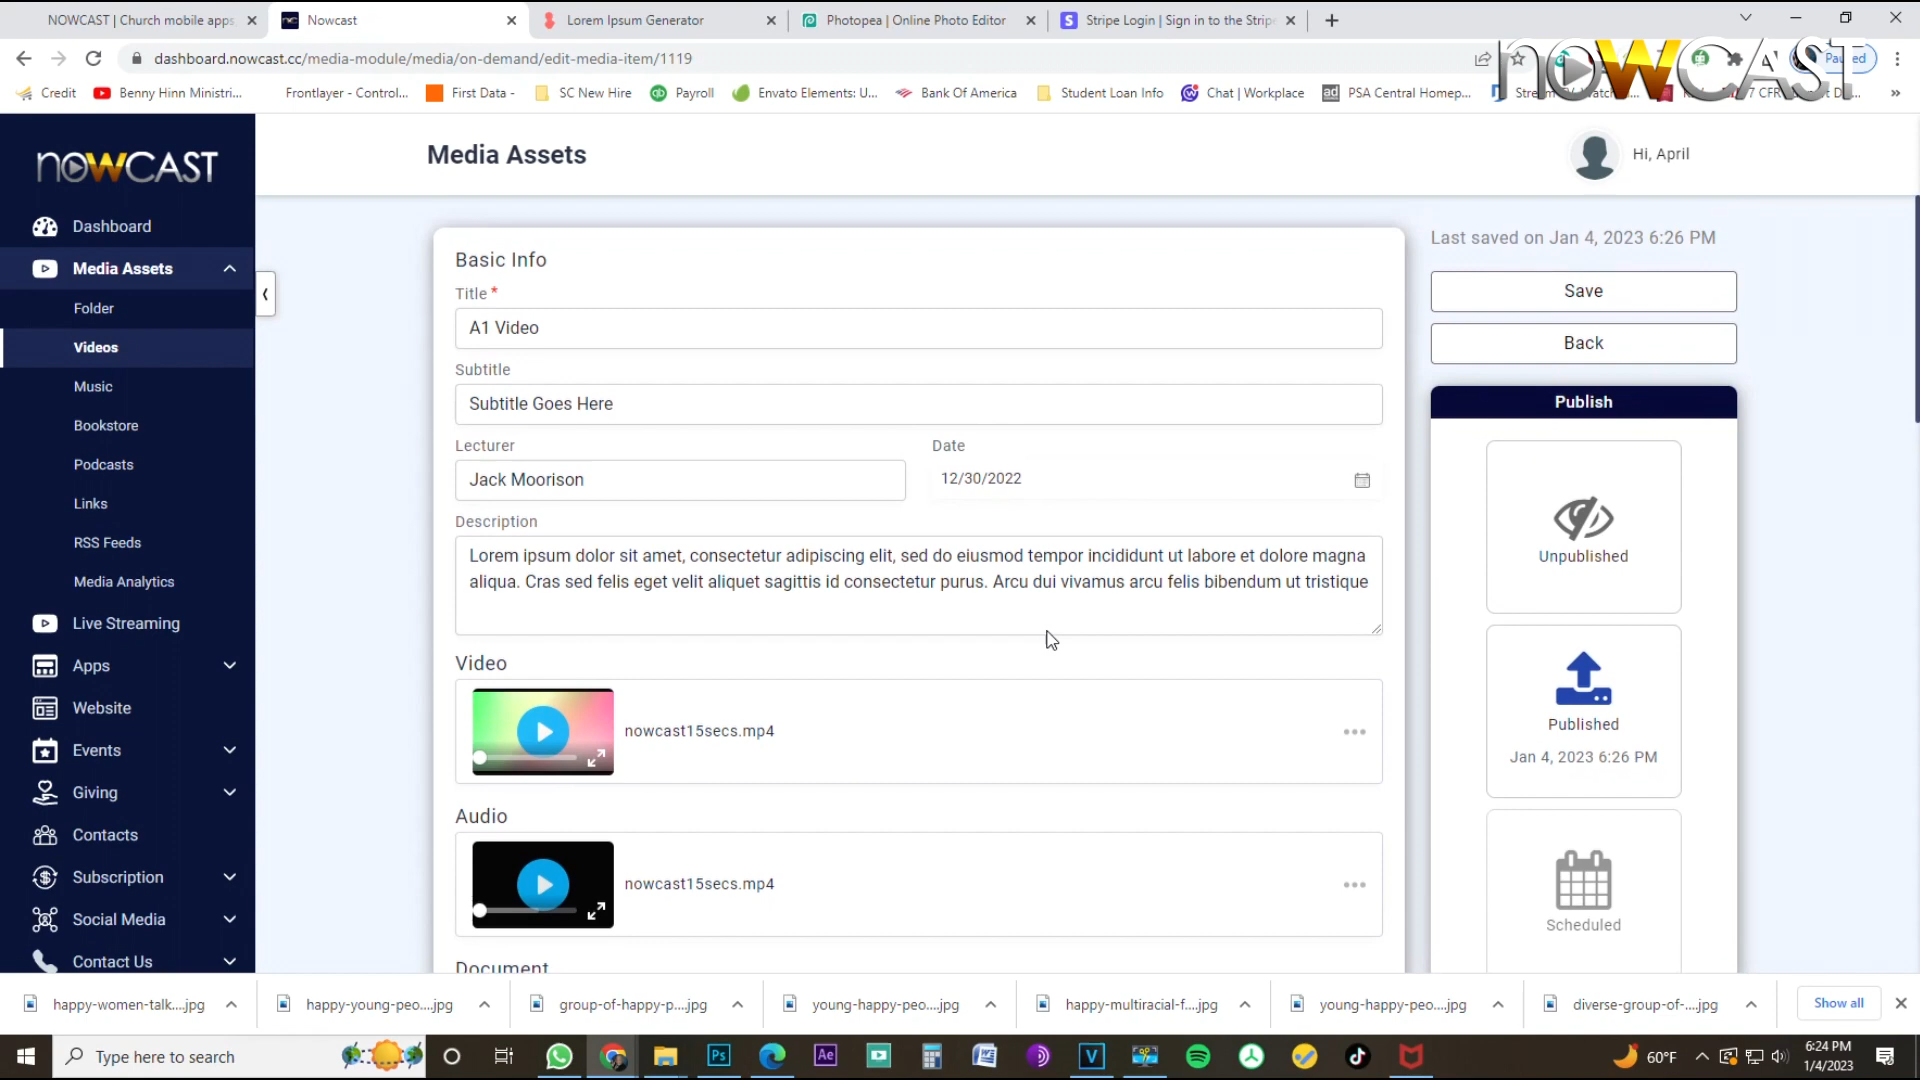 NOWCAST | Church mobile apps,
Nowcast
Lorem Ipsum Generator
Photopea | Online Photo Editor
Stripe Login | Sign in to the Stripe
dashboard.nowcast.cc/media-module/media/on-demand/edit-media-item/1119
Paused
nowCAST
Credit
Benny Hinn Ministri...
Frontlayer - Control...
First Data -
SC New Hire
Payroll
Envato Elements: U...
Bank Of America
Student Loan Info
Chat | Workplace
PSA Central Homep...
nowCAST
Media Assets
Hi, April
Dashboard
Media Assets
Folder
Videos
Music
Bookstore
Podcasts
Links
RSS Feeds
Media Analytics
Live Streaming
Apps
Website
Events
Giving
Contacts
Subscription
Social Media
Contact Us
Basic Info
Title *
A1 Video
Subtitle
Subtitle Goes Here
Lecturer
Date
Jack Moorison
12/30/2022
Description
Lorem ipsum dolor sit amet, consectetur adipiscing elit, sed do eiusmod tempor incididunt ut labore et dolore magna
aliqua. Cras sed felis eget velit aliquet sagittis id consectetur purus. Arcu dui vivamus arcu felis bibendum ut tristique
Video
nowcast15secs.mp4
Audio
nowcast15secs.mp4
Document
Last saved on Jan 4, 2023 6:26 PM
Save
Back
Publish
Unpublished
Published
Jan 4, 2023 6:26 PM
Scheduled
happy-women-talk....jpg
happy-young-peo....jpg
group-of-happy-p....jpg
young-happy-peo....jpg
happy-multiracial-f....jpg
young-happy-peo....jpg
diverse-group-of-....jpg
Show all
Type here to search
Ps
Ae
V
60°F
6:24 PM
1/4/2023